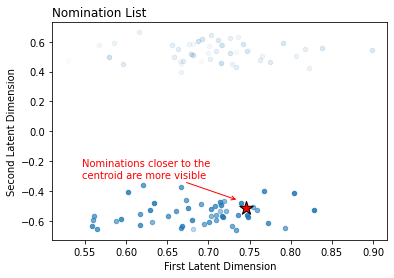 Nomination List
Second Latent Dimension
0.6
0.4
0.2
0.0
−0.2
−0.4
−0.6
Nominations closer to the
centroid are more visible
0.55 0.60 0.65 0.70 0.75 0.80 0.85 0.90
First Latent Dimension